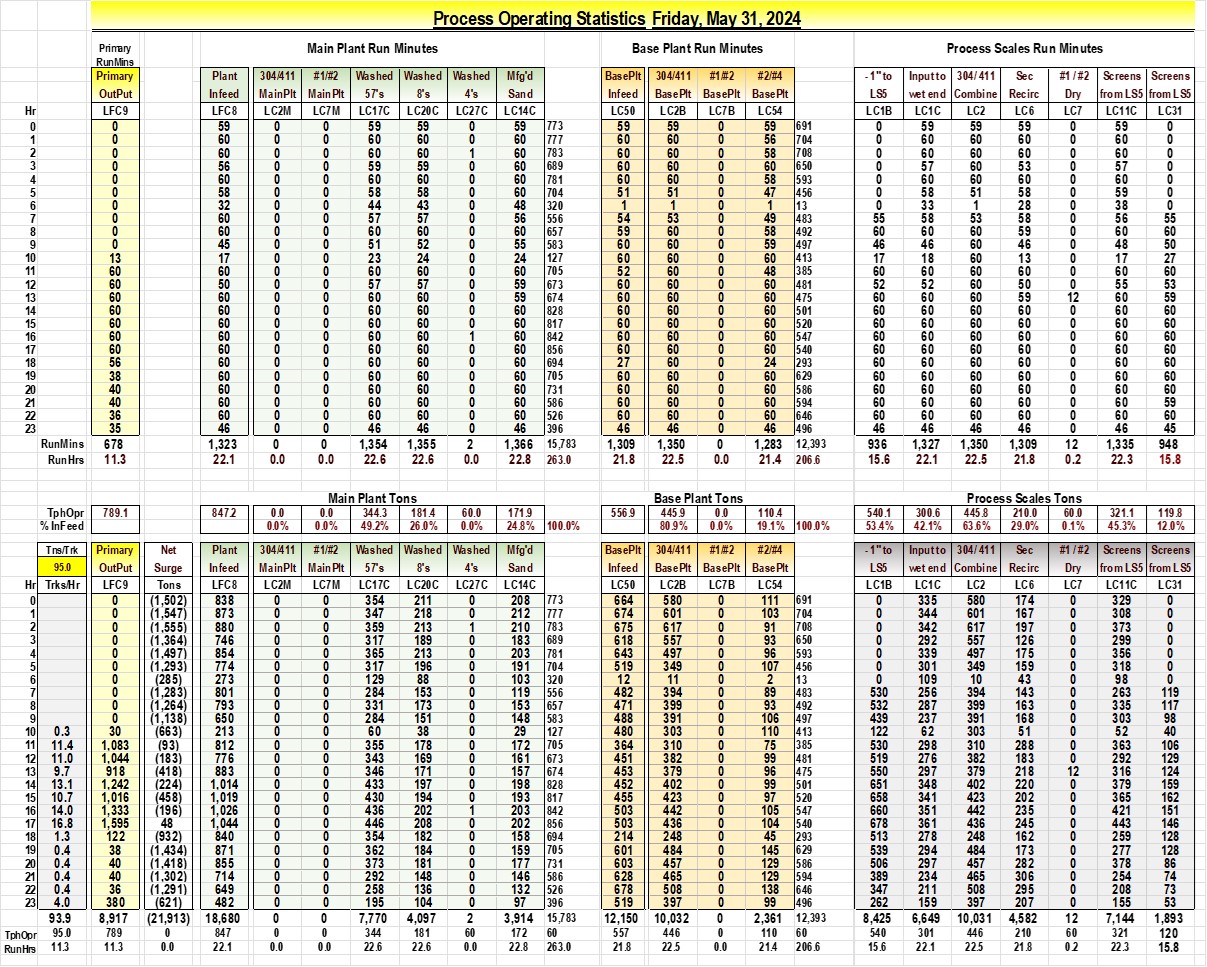 Process Operating Statistics Friday, May 31, 2024
Primary Main Plant Run Minutes Base Plant Run Minutes Process Scales Run Minutes
RunMins
Primary Plant 304/411 #1/#2 Washed Washed Washed Mfg'd BasePlt 304/411 #1/#2 #2/#4 - 1" to Input to 304/ 411 Sec #1 / #2 Screens Screens
OutPut Infeed MainPlt MainPlt 57's 8's 4's Sand Infeed BasePlt BasePlt BasePlt LS5 wet end Combine Recirc Dry from LS5 from LS5
Hr LFC9 LFC8 LC2M LC7M LC17C LC20C LC27C LC14C LC50 LC2B LC7B LC54 LC1B LC1C LC2 LC6 LC7 LC11C LC31
0 0 59 0 0 59 59 0 59 773 59 59 0 59 691 0 59 59 59 0 59 0
1 0 60 0 0 60 60 0 60 777 60 60 0 56 704 0 60 60 60 0 60 0
2 0 60 0 0 60 60 1 60 783 60 60 0 58 708 0 60 60 60 0 60 0
3 0 56 0 0 59 59 0 60 689 60 60 0 60 650 0 57 60 53 0 57 0
4 0 60 0 0 60 60 0 60 781 60 60 0 58 593 0 60 60 60 0 60 0
5 0 58 0 0 58 58 0 60 704 51 51 0 47 456 0 58 51 58 0 59 0
6 0 32 0 0 44 43 0 48 320 1 1 0 1 13 0 33 1 28 0 38 0
7 0 60 0 0 57 57 0 56 556 54 53 0 49 483 55 58 53 58 0 56 55
8 0 60 0 0 60 60 0 60 657 59 60 0 58 492 60 60 60 59 0 60 60
9 0 45 0 0 51 52 0 55 583 60 60 0 59 497 46 46 60 46 0 48 50
10 13 17 0 0 23 24 0 24 127 60 60 0 60 413 17 18 60 13 0 17 27
11 60 60 0 0 60 60 0 60 705 52 60 0 48 385 60 60 60 60 0 60 60
12 60 50 0 0 57 57 0 59 673 60 60 0 60 481 52 52 60 50 0 55 53
13 60 60 0 0 60 60 0 59 674 60 60 0 60 475 60 60 60 59 12 60 59
14 60 60 0 0 60 60 0 60 828 60 60 0 60 501 60 60 60 60 0 60 60
15 60 60 0 0 60 60 0 60 817 60 60 0 60 520 60 60 60 60 0 60 60
16 60 60 0 0 60 60 1 60 842 60 60 0 60 547 60 60 60 60 0 60 60
17 60 60 0 0 60 60 0 60 856 60 60 0 60 540 60 60 60 60 0 60 60
18 56 60 0 0 60 60 0 60 694 27 60 0 24 293 60 60 60 60 0 60 60
19 38 60 0 0 60 60 0 60 705 60 60 0 60 629 60 60 60 60 0 60 60
20 40 60 0 0 60 60 0 60 731 60 60 0 60 586 60 60 60 60 0 60 60
21 40 60 0 0 60 60 0 60 586 60 60 0 60 594 60 60 60 60 0 60 59
22 36 60 0 0 60 60 0 60 526 60 60 0 60 646 60 60 60 60 0 60 60
23 35 46 0 0 46 46 0 46 396 46 46 0 46 496 46 46 46 46 0 46 45
RunMins 678 1,323 0 0 1,354 1,355 2 1,366 15,783 1,309 1,350 0 1,283 12,393 936 1,327 1,350 1,309 12 1,335 948
RunHrs 11.3 22.1 0.0 0.0 22.6 22.6 0.0 22.8 263.0 21.8 22.5 0.0 21.4 206.6 15.6 22.1 22.5 21.8 0.2 22.3 15.8
Main Plant Tons Base Plant Tons Process Scales Tons
TphOpr 789.1 847.2 0.0 0.0 344.3 181.4 60.0 171.9 556.9 445.9 0.0 110.4 540.1 300.6 445.8 210.0 60.0 321.1 119.8
% InFeed 0.0% 0.0% 49.2% 26.0% 0.0% 24.8% 100.0% 80.9% 0.0% 19.1% 100.0% 53.4% 42.1% 63.6% 29.0% 0.1% 45.3% 12.0%
Tns/Trk Primary Net Plant 304/411 #1/#2 Washed Washed Washed Mfg'd BasePlt 304/411 #1/#2 #2/#4 - 1" to Input to 304/ 411 Sec #1 / #2 Screens Screens
95.0 OutPut Surge Infeed MainPlt MainPlt 57's 8's 4's Sand Infeed BasePlt BasePlt BasePlt LS5 wet end Combine Recirc Dry from LS5 from LS5
Hr Trks/Hr LFC9 Tons LFC8 LC2M LC7M LC17C LC20C LC27C LC14C LC50 LC2B LC7B LC54 LC1B LC1C LC2 LC6 LC7 LC11C LC31
0 0 (1,502) 838 0 0 354 211 0 208 773 664 580 0 111 691 0 335 580 174 0 329 0
1 0 (1,547) 873 0 0 347 218 0 212 777 674 601 0 103 704 0 344 601 167 0 308 0
2 0 (1,555) 880 0 0 359 213 1 210 783 675 617 0 91 708 0 342 617 197 0 373 0
3 0 (1,364) 746 0 0 317 189 0 183 689 618 557 0 93 650 0 292 557 126 0 299 0
4 0 (1,497) 854 0 0 365 213 0 203 781 643 497 0 96 593 0 339 497 175 0 356 0
5 0 (1,293) 774 0 0 317 196 0 191 704 519 349 0 107 456 0 301 349 159 0 318 0
6 0 (285) 273 0 0 129 88 0 103 320 12 11 0 2 13 0 109 10 43 0 98 0
7 0 (1,283) 801 0 0 284 153 0 119 556 482 394 0 89 483 530 256 394 143 0 263 119
8 0 (1,264) 793 0 0 331 173 0 153 657 471 399 0 93 492 532 287 399 163 0 335 117
9 0 (1,138) 650 0 0 284 151 0 148 583 488 391 0 106 497 439 237 391 168 0 303 98
10 0.3 30 (663) 213 0 0 60 38 0 29 127 480 303 0 110 413 122 62 303 51 0 52 40
11 11.4 1,083 (93) 812 0 0 355 178 0 172 705 364 310 0 75 385 530 298 310 288 0 363 106
12 11.0 1,044 (183) 776 0 0 343 169 0 161 673 451 382 0 99 481 519 276 382 183 0 292 129
13 9.7 918 (418) 883 0 0 346 171 0 157 674 453 379 0 96 475 550 297 379 218 12 316 124
14 13.1 1,242 (224) 1,014 0 0 433 197 0 198 828 452 402 0 99 501 651 348 402 220 0 379 159
15 10.7 1,016 (458) 1,019 0 0 430 194 0 193 817 455 423 0 97 520 658 341 423 202 0 365 162
16 14.0 1,333 (196) 1,026 0 0 436 202 1 203 842 503 442 0 105 547 660 351 442 235 0 421 151
17 16.8 1,595 48 1,044 0 0 446 208 0 202 856 503 436 0 104 540 678 361 436 245 0 443 146
18 1.3 122 (932) 840 0 0 354 182 0 158 694 214 248 0 45 293 513 278 248 162 0 259 128
19 0.4 38 (1,434) 871 0 0 362 184 0 159 705 601 484 0 145 629 539 294 484 173 0 277 128
20 0.4 40 (1,418) 855 0 0 373 181 0 177 731 603 457 0 129 586 506 297 457 282 0 378 86
21 0.4 40 (1,302) 714 0 0 292 148 0 146 586 628 465 0 129 594 389 234 465 306 0 254 74
22 0.4 36 (1,291) 649 0 0 258 136 0 132 526 678 508 0 138 646 347 211 508 295 0 208 73
23 4.0 380 (621) 482 0 0 195 104 0 97 396 519 397 0 99 496 262 159 397 207 0 155 53
93.9 8,917 (21,913) 18,680 0 0 7,770 4,097 2 3,914 15,783 12,150 10,032 0 2,361 12,393 8,425 6,649 10,031 4,582 12 7,144 1,893
TphOpr 95.0 789 0 847 0 0 344 181 60 172 60 557 446 0 110 60 540 301 446 210 60 321 120
RunHrs 11.3 11.3 0.0 22.1 0.0 0.0 22.6 22.6 0.0 22.8 263.0 21.8 22.5 0.0 21.4 206.6 15.6 22.1 22.5 21.8 0.2 22.3 15.8